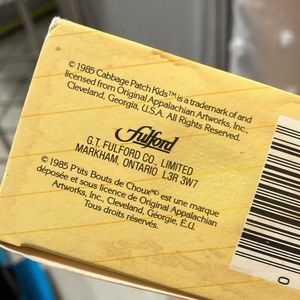 © 1985 Cabbage Patch Kids™ is a trademark of and
licensed from Original Appalachian Artworks, Inc.,
Cleveland, Georgia, U.S.A. All Rights Reserved.
Fulford
G.T. FULFORD CO., LIMITED
MARKHAM, ONTARIO L3R 3W7
© 1985 P'tits Bouts de Choux᷉ᴰ est une marque
déposée et sous licence de Original Appalachian
Artworks, Inc., Cleveland, Géorgie, É.U.
Tous droits réservés.
0